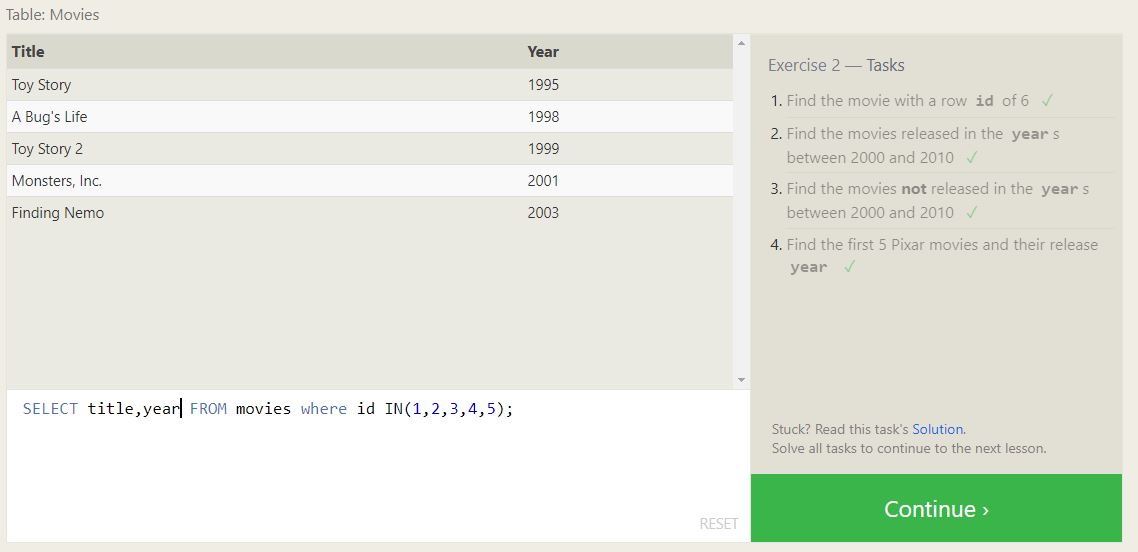 Table: Movies
Title Year
Toy Story 1995
A Bug's Life 1998
Toy Story 2 1999
Monsters, Inc. 2001
Finding Nemo 2003
SELECT title,year FROM movies where id IN(1,2,3,4,5);
RESET
Exercise 2 — Tasks
1. Find the movie with a row id of 6 ✓
2. Find the movies released in the year s
between 2000 and 2010 ✓
3. Find the movies not released in the year s
between 2000 and 2010 ✓
4. Find the first 5 Pixar movies and their release
year ✓
Stuck? Read this task's Solution.
Solve all tasks to continue to the next lesson.
Continue ›